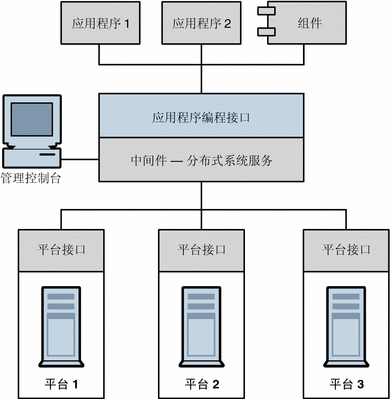 应用程序 1
应用程序 2
组件
应用程序编程接口
中间件 — 分布式系统服务
管理控制台
平台接口
平台接口
平台接口
平台 1
平台 2
平台 3